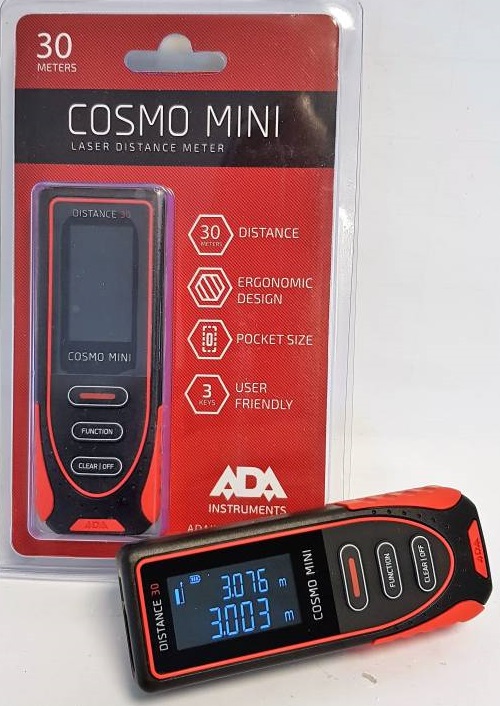 30
METERS
COSMO MINI
LASER DISTANCE METER
DISTANCE 30
COSMO MINI
FUNCTION
CLEAR | OFF
ADA
30
METERS
DISTANCE
ERGONOMIC
DESIGN
POCKET SIZE
3
KEYS
USER
FRIENDLY
ADA
INSTRUMENTS
DISTANCE 30
3.076 m
3.003 m
COSMO MINI
FUNCTION
CLEAR | OFF
ADA